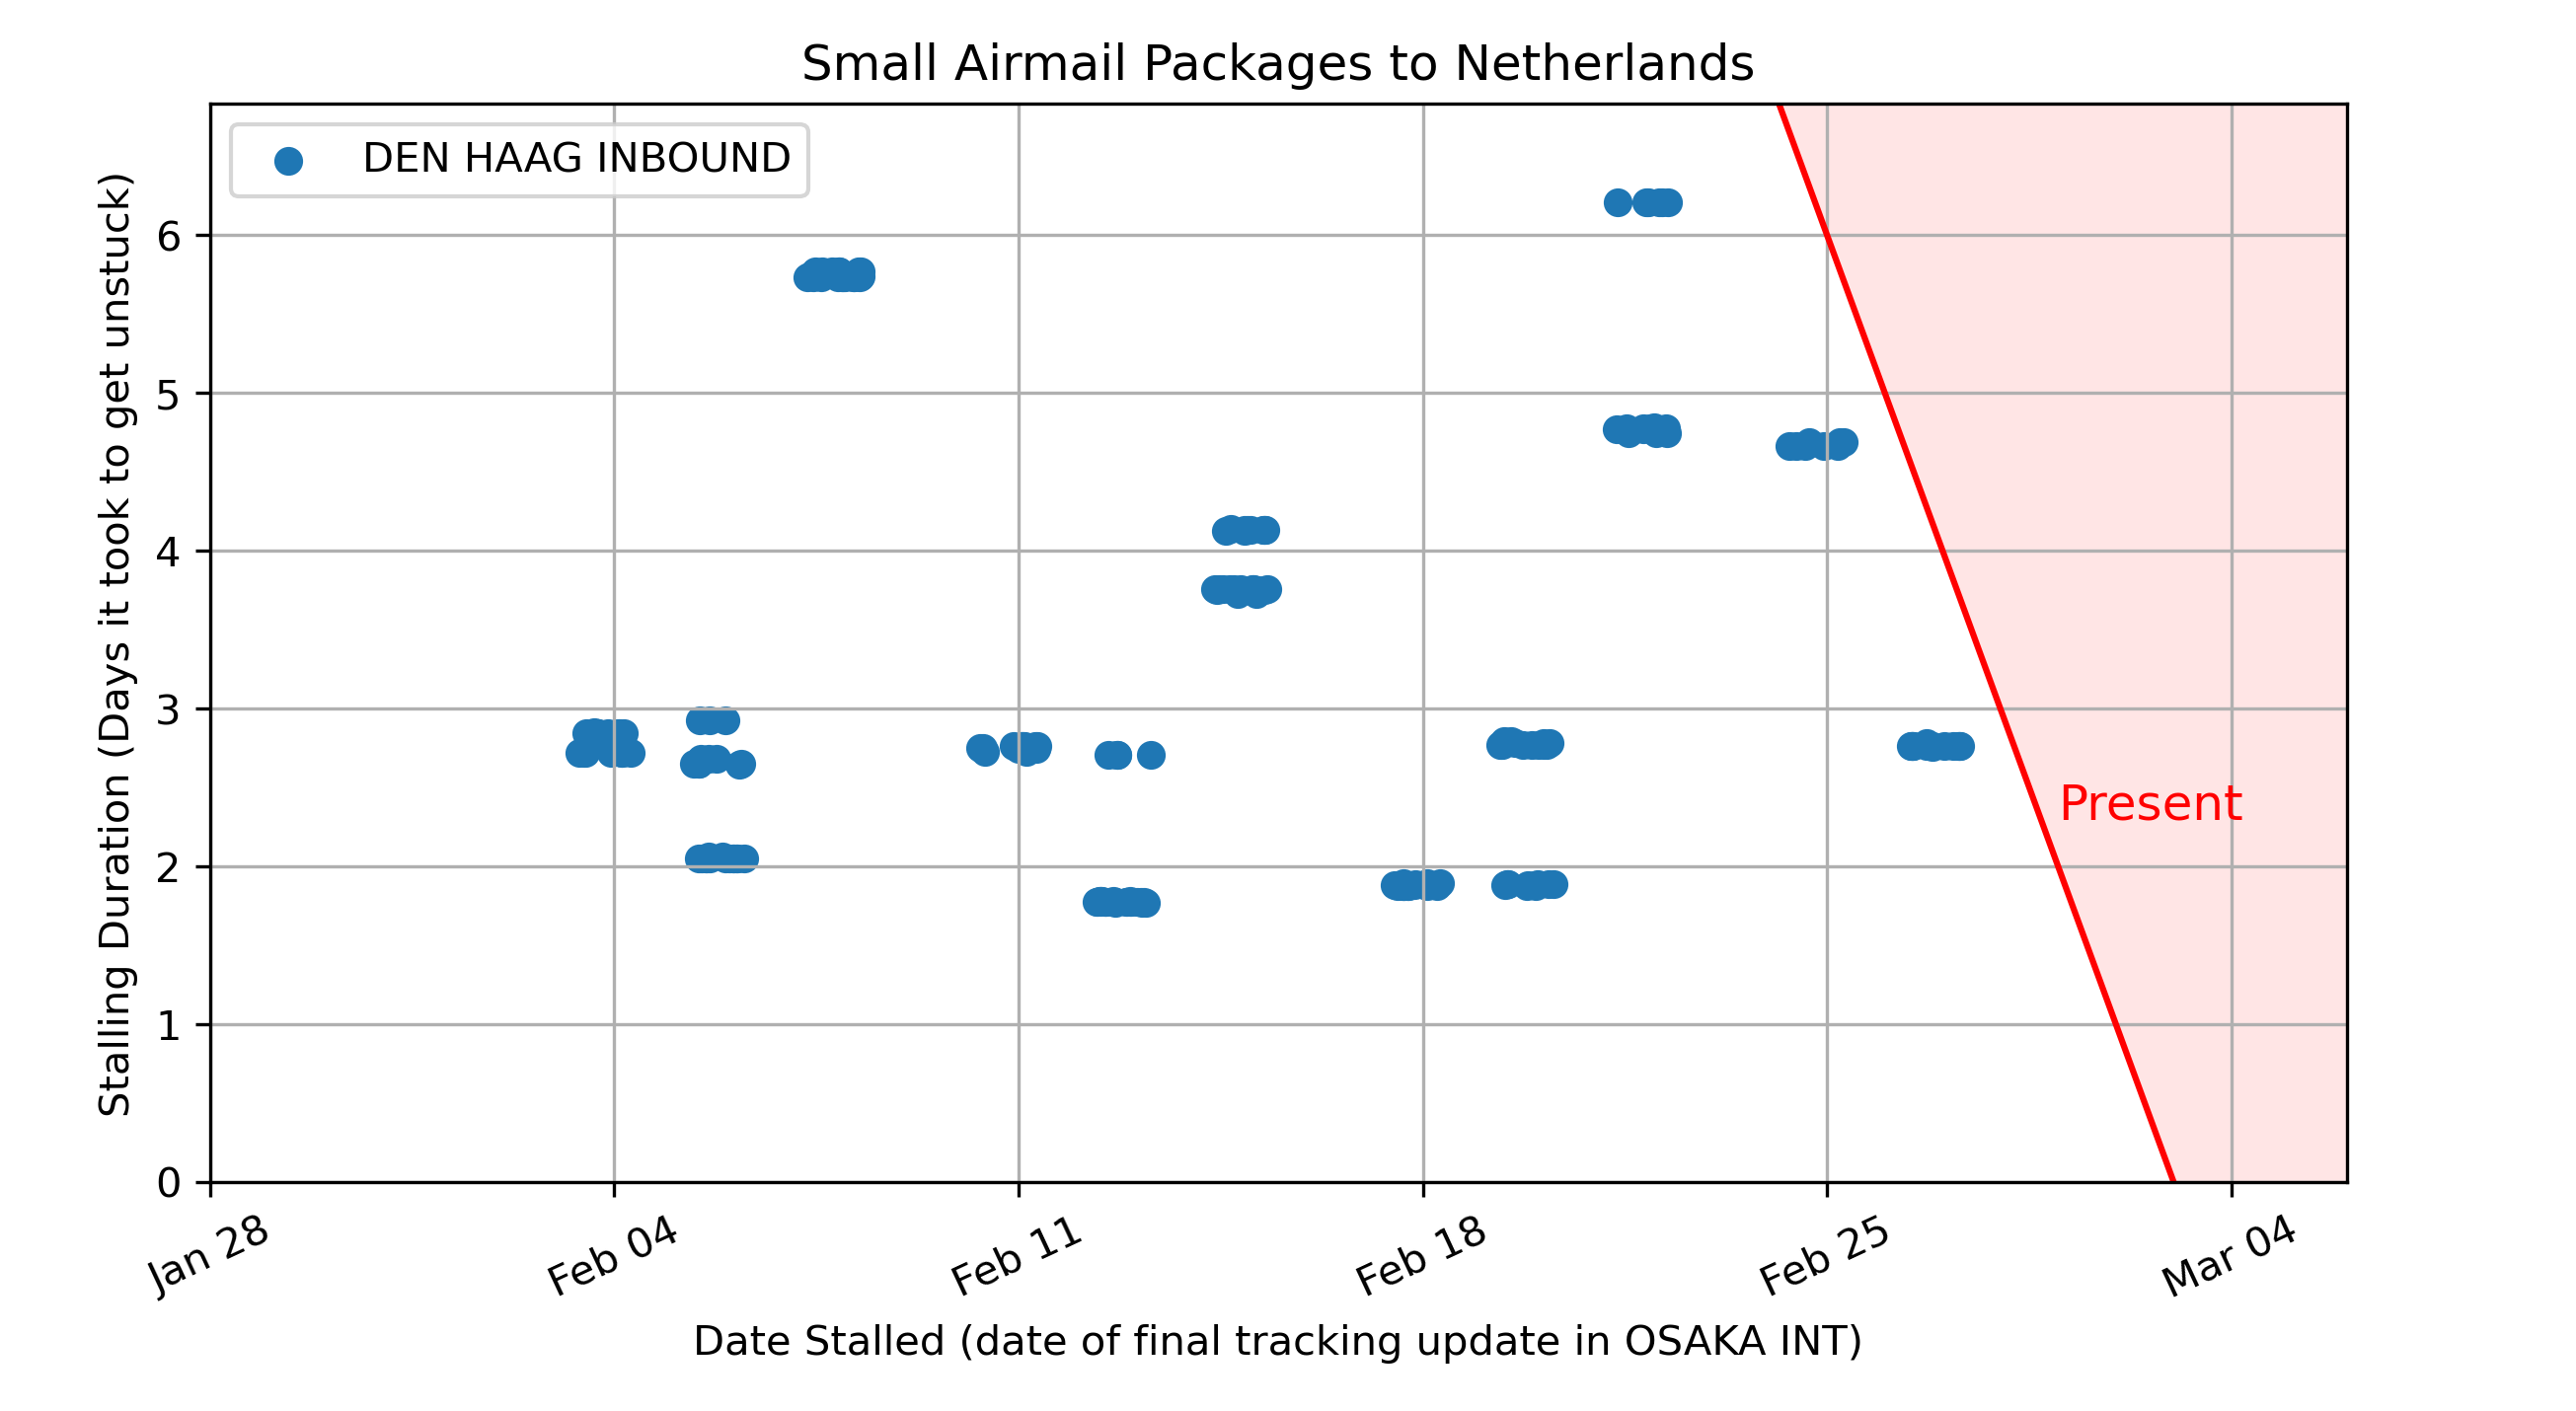 Small Airmail Packages to Netherlands
DEN HAAG INBOUND
Stalling Duration (Days it took to get unstuck)
6
5
4
3
2
1
0
Present
Jan 28
Feb 04
Feb 11
Feb 18
Feb 25
Mar 04
Date Stalled (date of final tracking update in OSAKA INT)